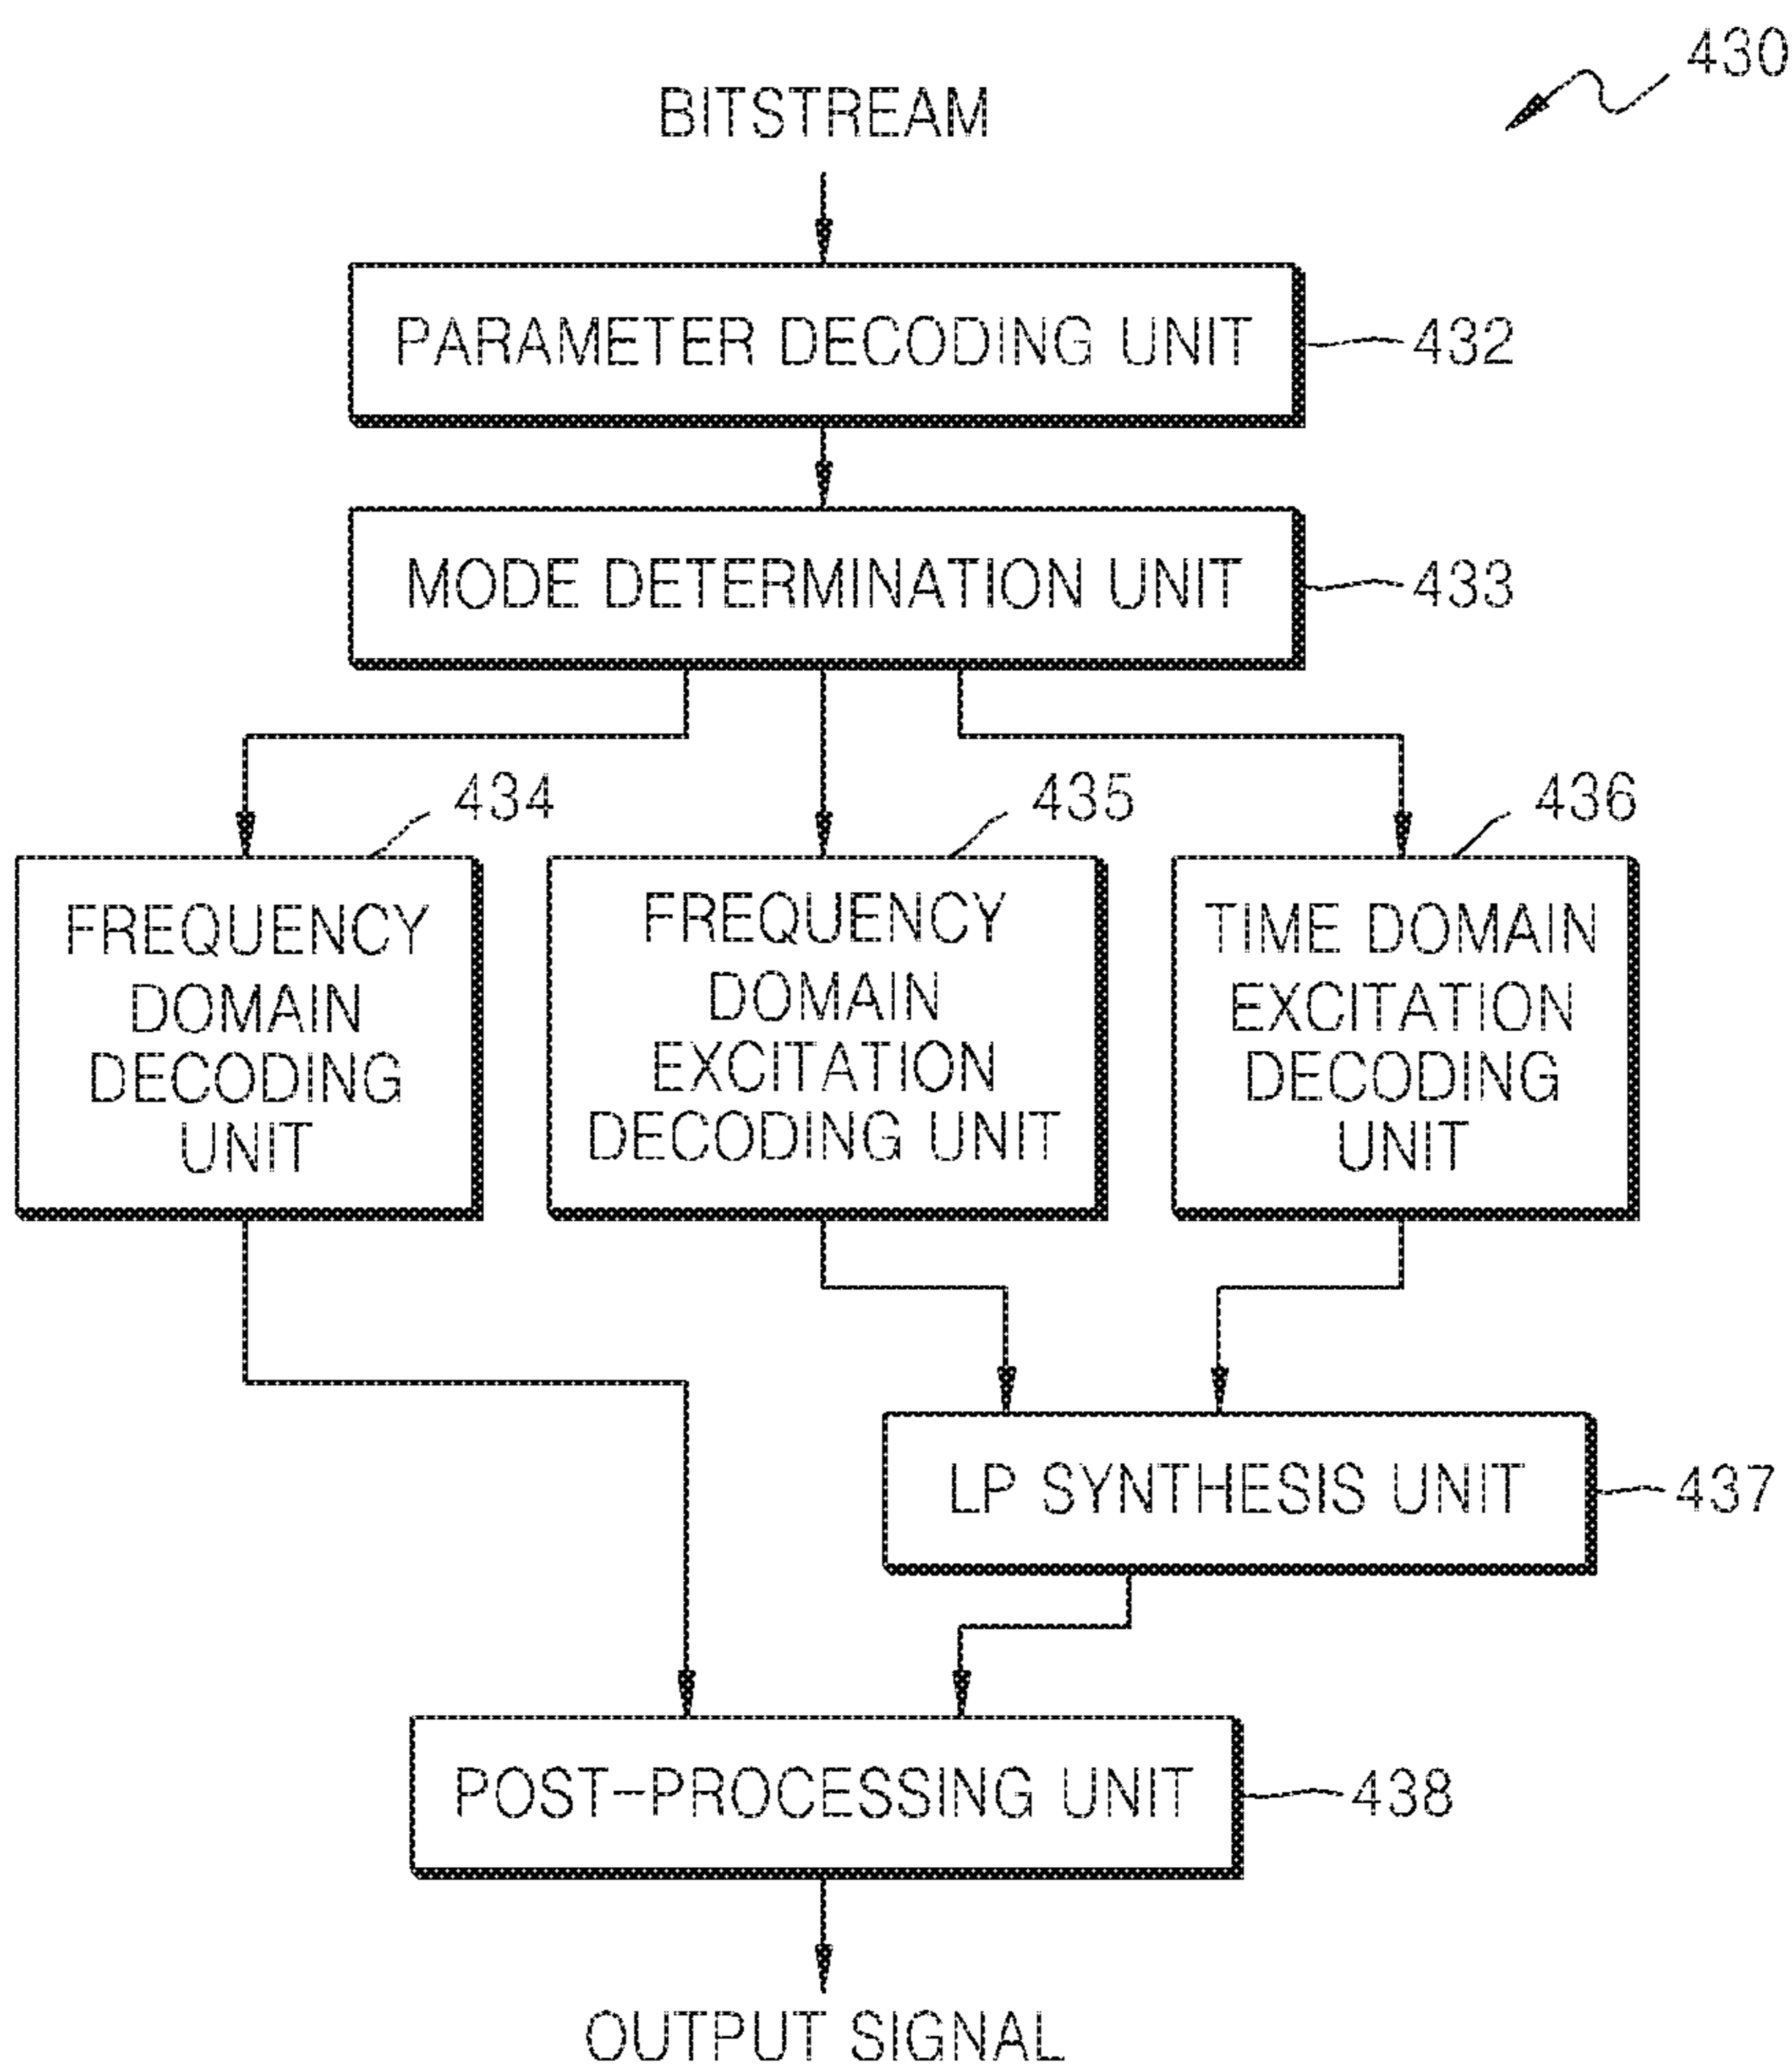 430
BITSTREAM
PARAMETER DECODING UNIT
432
MODE DETERMINATION UNIT
433
434
435
436
FREQUENCY
DOMAIN
DECODING
UNIT
FREQUENCY
DOMAIN
EXCITATION
DECODING UNIT
TIME DOMAIN
EXCITATION
DECODING
UNIT
LP SYNTHESIS UNIT
437
POST-PROCESSING UNIT
438
OUTPUT SIGNAL